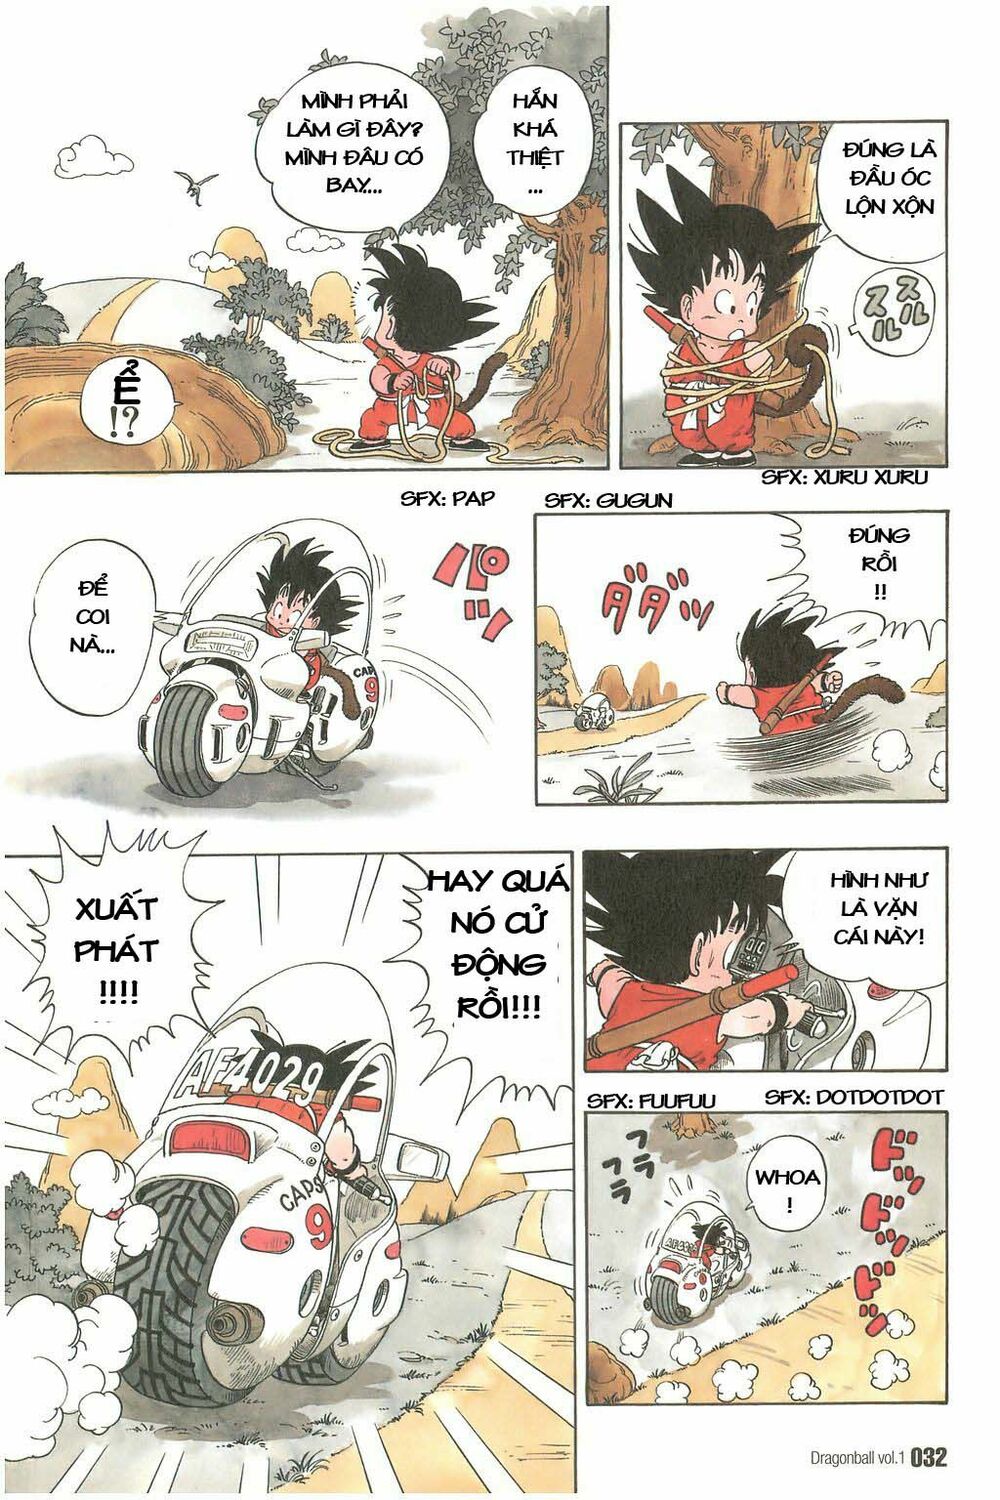 ĐÚNG LÀ
ĐẦU ÓC
LỘN XỘN
スルスル
SFX: XURU XURU
HẮN
KHÁ
THIỆT
...
MÌNH PHẢI
LÀM GÌ ĐÂY?
MÌNH ĐÂU CÓ
BAY...
Ể
!?
ĐÚNG
RỒI
!!
ダダダッ
SFX: GUGUN
SFX: PAP
パッ
ĐỂ
COI
NÀ...
CAPS
9
HÌNH NHƯ
LÀ VẶN
CÁI NÀY!
SFX: DOTDOTDOT
SFX: FUUFUU
ドッドッドッ
WHOA
!
フラフラ
HAY QUÁ
NÓ CỬ
ĐỘNG
RỒI!!!
XUẤT
PHÁT
!!!!
AF4029
CAPS
9
Dragonball vol.1 032